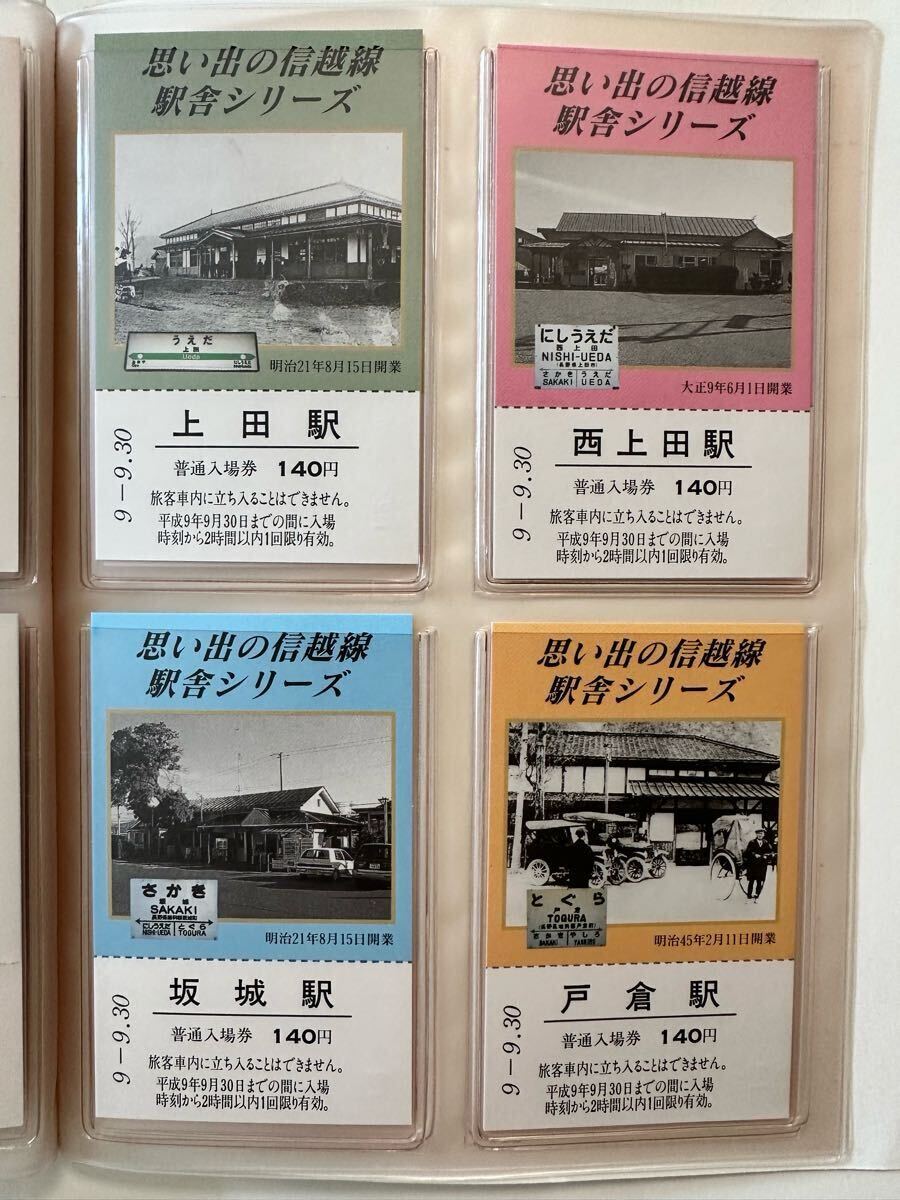 思い出の信越線
駅舎シリーズ
うえだ
上田
Ueda
明治21年8月15日開業
上田駅
普通入場券 140円
旅客車内に立ち入ることはできません。
平成9年9月30日までの間に入場
時刻から2時間以内1回限り有効。
9-9.30
思い出の信越線
駅舎シリーズ
にしうえだ
西上田
NISHI-UEDA
(長野県上田市)
さかき うえだ
SAKAKI UEDA
大正9年6月1日開業
西上田駅
普通入場券 140円
旅客車内に立ち入ることはできません。
平成9年9月30日までの間に入場
時刻から2時間以内1回限り有効。
9-9.30
思い出の信越線
駅舎シリーズ
さかき
坂城
SAKAKI
にしうえだ とぐら
NISHI-UEDA TOGURA
明治21年8月15日開業
坂城駅
普通入場券 140円
旅客車内に立ち入ることはできません。
平成9年9月30日までの間に入場
時刻から2時間以内1回限り有効。
9-9.30
思い出の信越線
駅舎シリーズ
とぐら
戸倉
TOGURA
さかき やしろ
SAKAKI YASHIRO
明治45年2月11日開業
戸倉駅
普通入場券 140円
旅客車内に立ち入ることはできません。
平成9年9月30日までの間に入場
時刻から2時間以内1回限り有効。
9-9.30